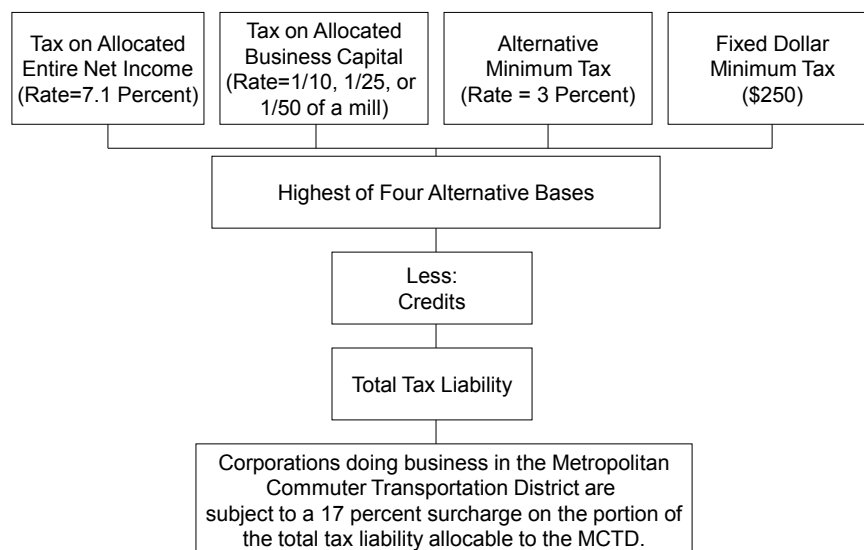 Tax on Allocated
Entire Net Income
(Rate=7.1 Percent)
Tax on Allocated
Business Capital
(Rate=1/10, 1/25, or
1/50 of a mill)
Alternative
Minimum Tax
(Rate = 3 Percent)
Fixed Dollar
Minimum Tax
($250)
Highest of Four Alternative Bases
Less:
Credits
Total Tax Liability
Corporations doing business in the Metropolitan
Commuter Transportation District are
subject to a 17 percent surcharge on the portion of
the total tax liability allocable to the MCTD.